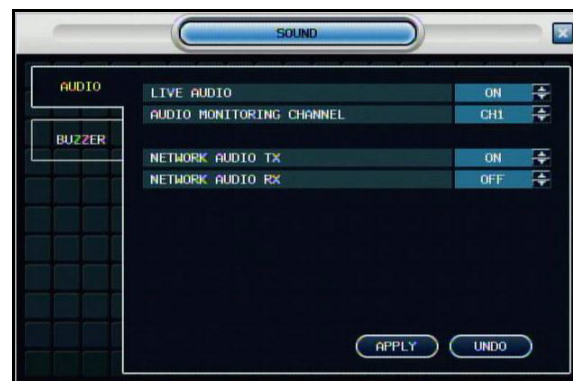 SOUND
AUDIO
BUZZER
LIVE AUDIO ON
AUDIO MONITORING CHANNEL CH1
NETWORK AUDIO TX ON
NETWORK AUDIO RX OFF
APPLY UNDO